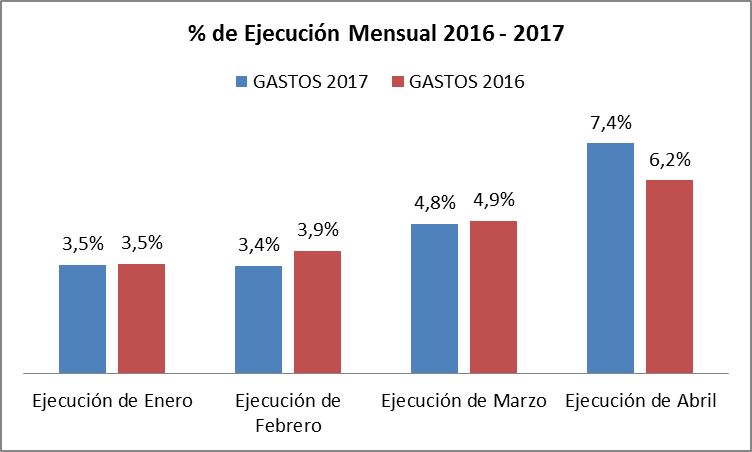 % de Ejecución Mensual 2016 - 2017
GASTOS 2017 GASTOS 2016
3,5% 3,5%
3,4% 3,9%
4,8% 4,9%
7,4% 6,2%
Ejecución de Enero
Ejecución de
Febrero
Ejecución de Marzo
Ejecución de Abril